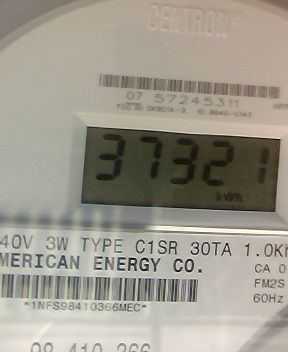 CENTRON®
07 57245311
37321
kWh
40V 3W TYPE C1SR 30TA 1.0K
MERICAN ENERGY CO.
CA 0
FM2S
60Hz
*1NFS98410366MEC*
98 410 366